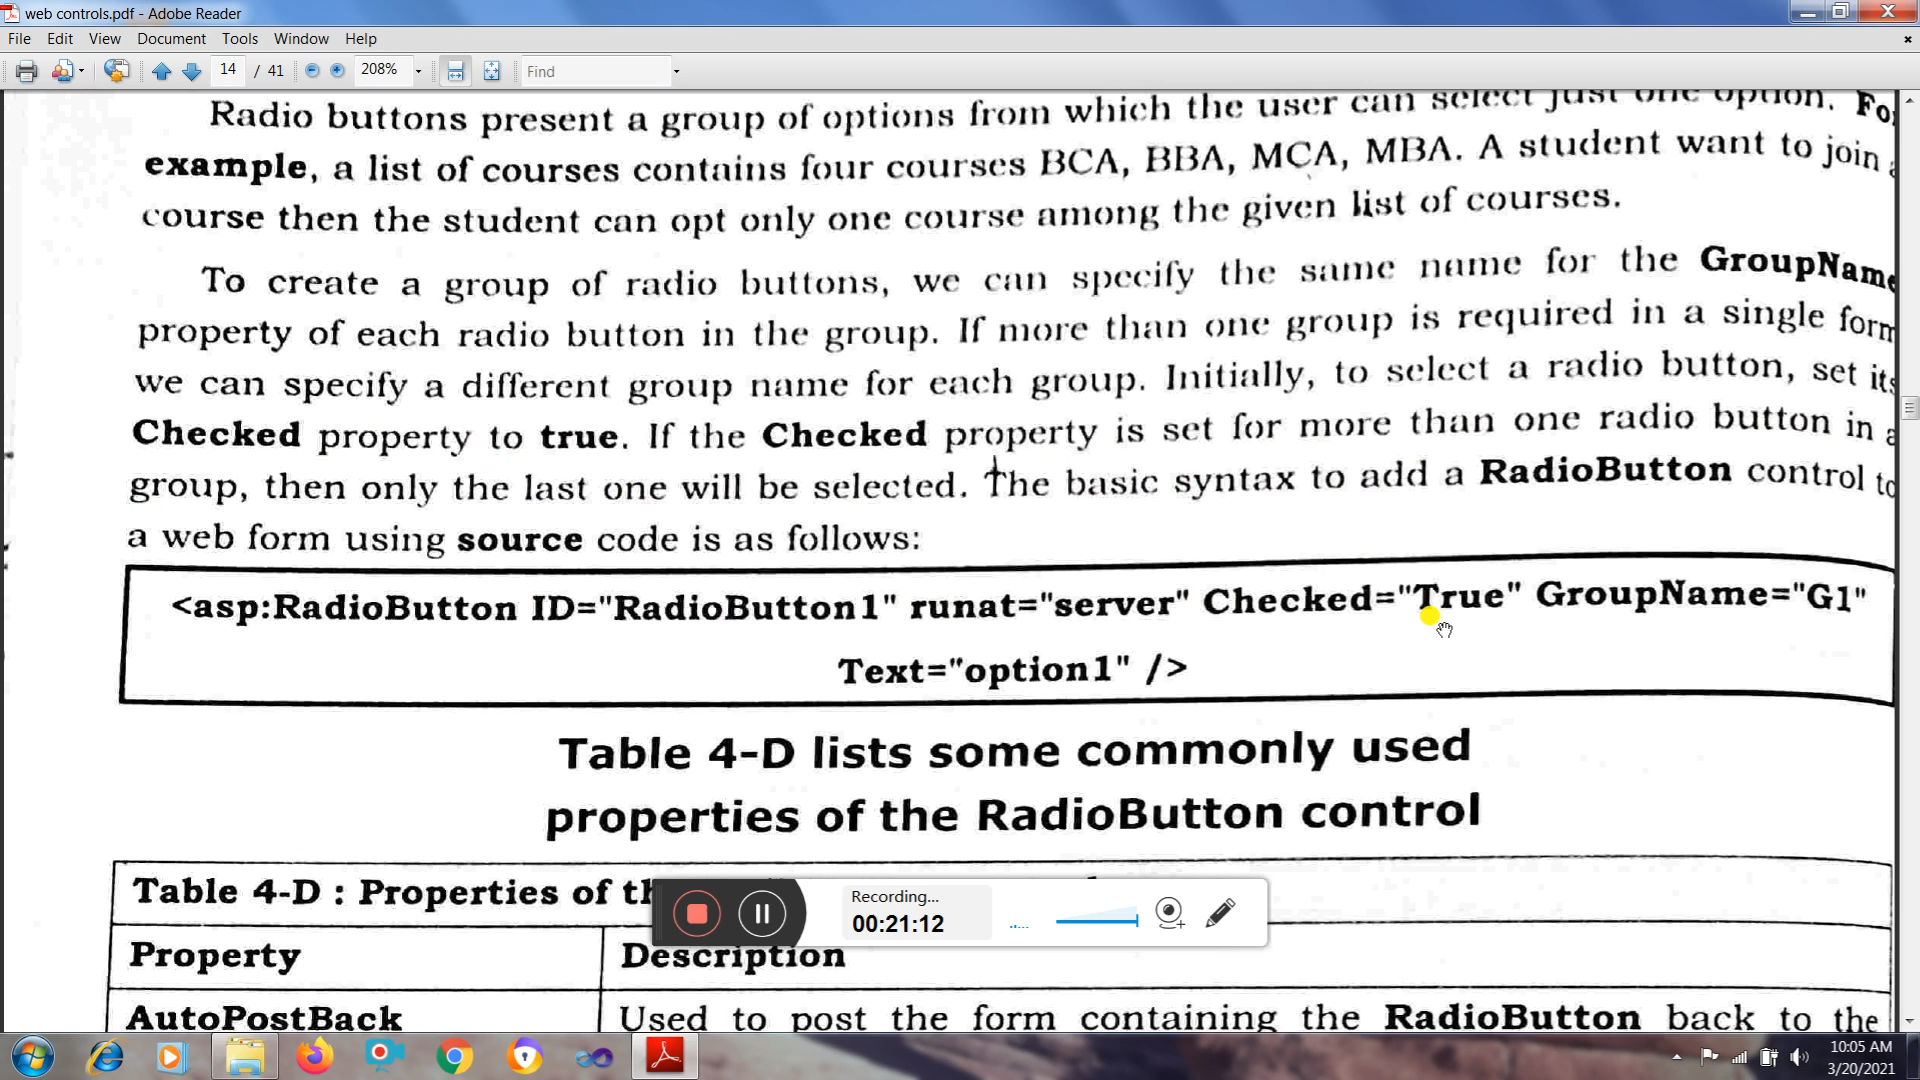 web controls.pdf - Adobe Reader
File Edit View Document Tools Window Help
14 / 41 208% Find
Radio buttons present a group of options from which the user can select just one option. For
example, a list of courses contains four courses BCA, BBA, MCA, MBA. A student want to join a
course then the student can opt only one course among the given list of courses.
To create a group of radio buttons, we can specify the same name for the GroupName
property of each radio button in the group. If more than one group is required in a single form
we can specify a different group name for each group. Initially, to select a radio button, set its
Checked property to true. If the Checked property is set for more than one radio button in a
group, then only the last one will be selected. The basic syntax to add a RadioButton control to
a web form using source code is as follows:
<asp:RadioButton ID="RadioButton1" runat="server" Checked="True" GroupName="G1"
Text="option1" />
Table 4-D lists some commonly used
properties of the RadioButton control
Table 4-D : Properties of th
Property Description
AutoPostBack Used to post the form containing the RadioButton back to the
Recording...
00:21:12
10:05 AM
3/20/2021